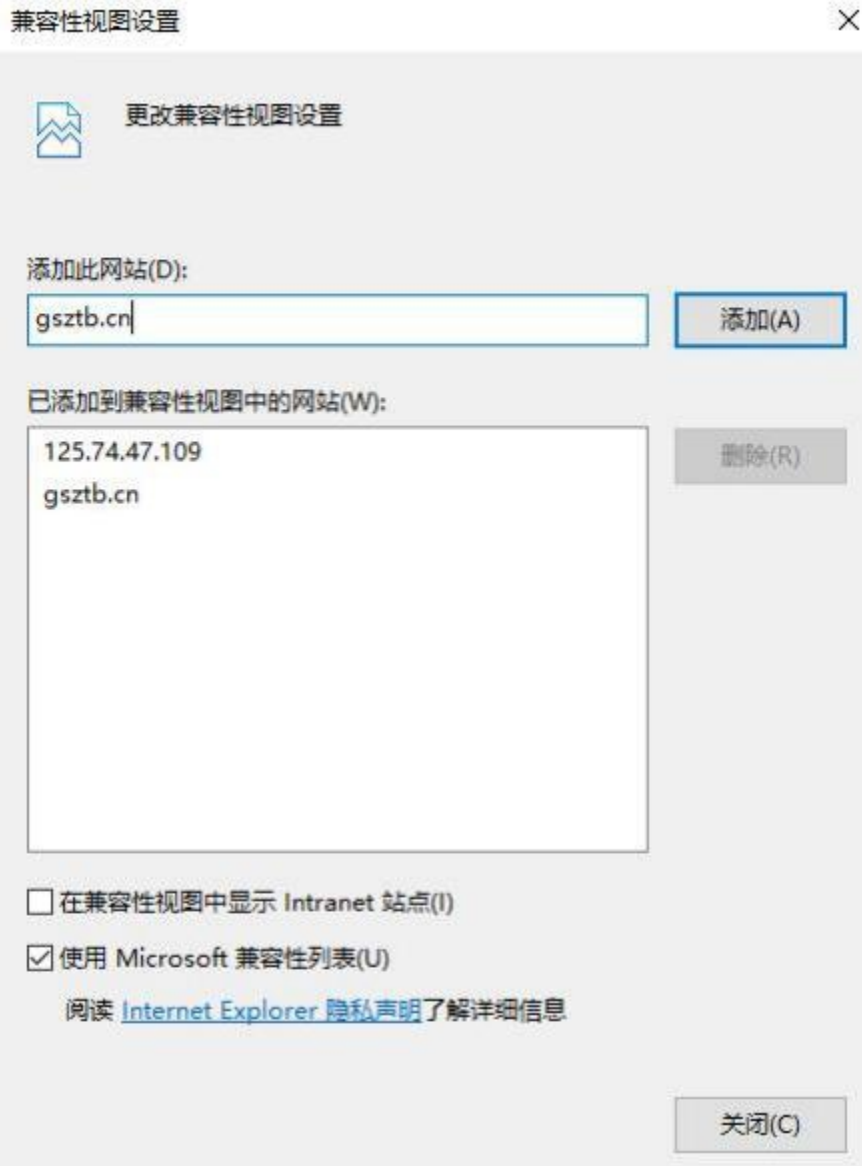 兼容性视图设置
更改兼容性视图设置
添加此网站(D):
gsztb.cn
添加(A)
已添加到兼容性视图中的网站(W):
125.74.47.109
gsztb.cn
删除(R)
在兼容性视图中显示 Intranet 站点(I)
使用 Microsoft 兼容性列表(U)
阅读 Internet Explorer 隐私声明了解详细信息
关闭(C)